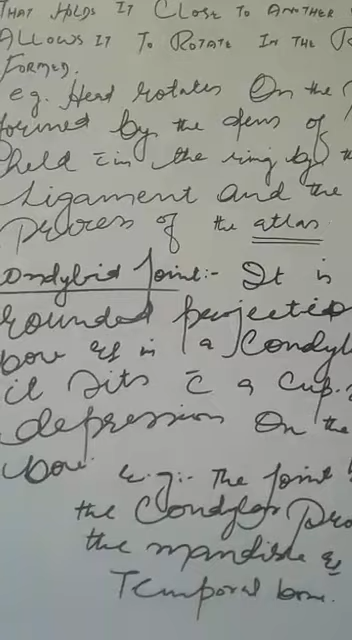 THAT HOLDS IT CLOSE TO ANOTHER
ALLOWS IT TO ROTATE IN THE
FORMED.
e.g. Head rotates On the
formed by the dens of
held c̄ in the ring by the
Ligament and the
Process of the atlas
Condyloid Joint:- It is
rounded projectio
bone is in a Condyl
it sits c̄ a Cup.
depression On the
bone.
e.g:- The Joint
the Condylar Pro
the mandible &
Temporal bone.